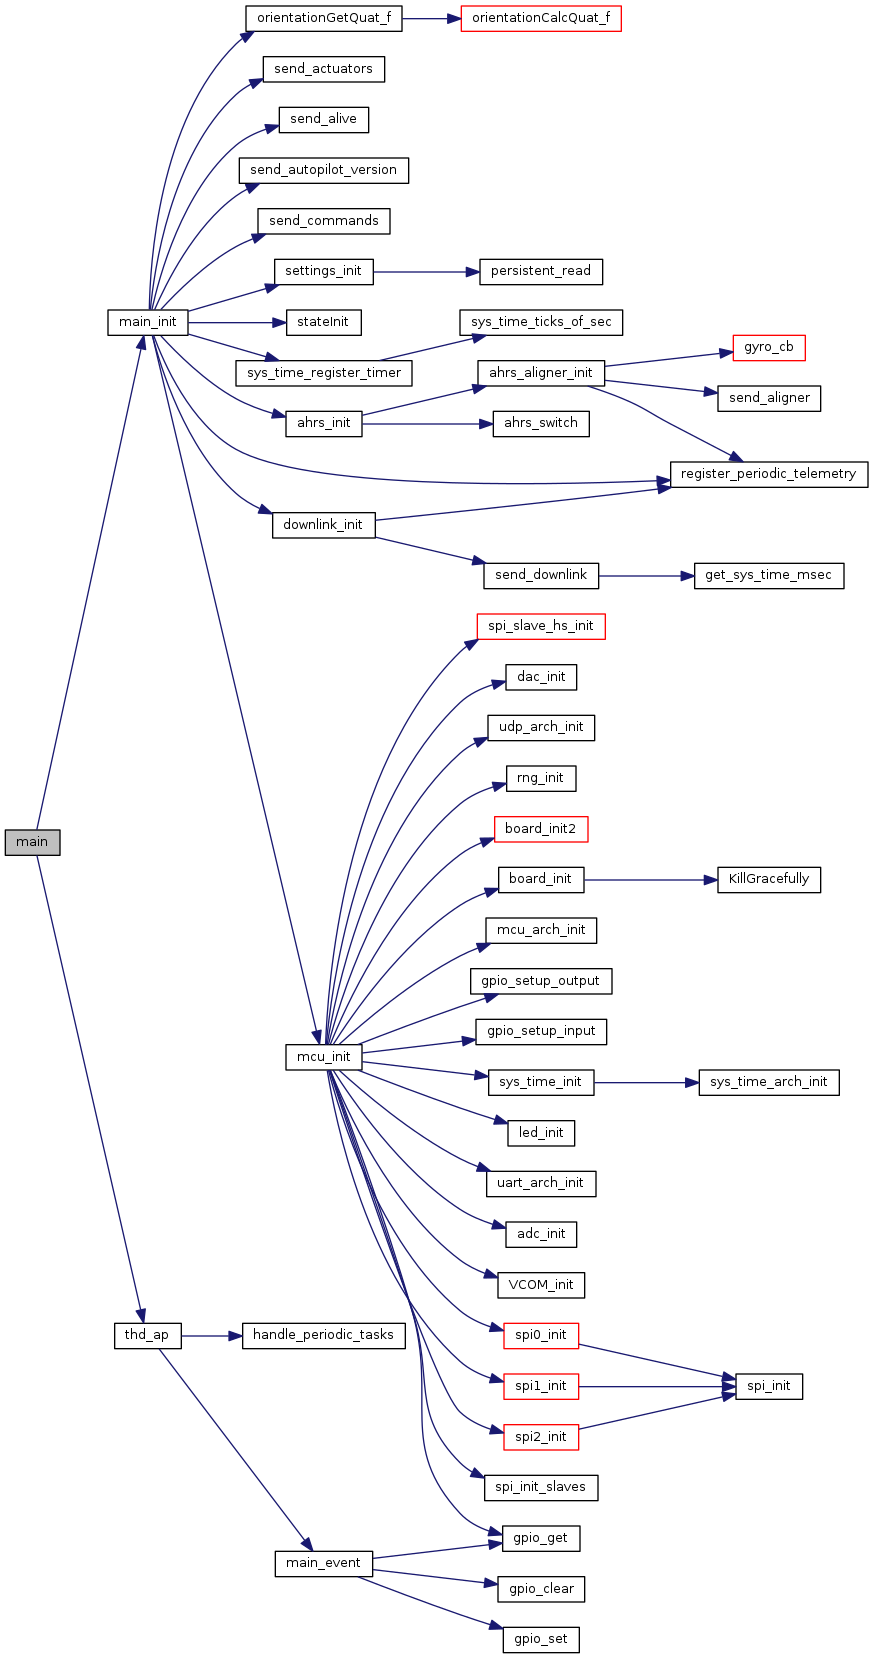 orientationGetQuat_f
orientationCalcQuat_f
send_actuators
send_alive
send_autopilot_version
send_commands
settings_init
persistent_read
main_init
stateInit
sys_time_ticks_of_sec
gyro_cb
sys_time_register_timer
ahrs_aligner_init
send_aligner
ahrs_init
ahrs_switch
register_periodic_telemetry
downlink_init
send_downlink
get_sys_time_msec
spi_slave_hs_init
dac_init
udp_arch_init
rng_init
board_init2
main
board_init
KillGracefully
mcu_arch_init
gpio_setup_output
gpio_setup_input
mcu_init
sys_time_init
sys_time_arch_init
led_init
uart_arch_init
adc_init
VCOM_init
thd_ap
handle_periodic_tasks
spi0_init
spi1_init
spi_init
spi2_init
spi_init_slaves
gpio_get
main_event
gpio_clear
gpio_set